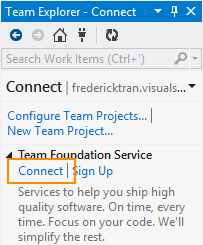 Team Explorer - Connect
Search Work Items (Ctrl+')
Connect | fredericktran.visuals
Configure Team Projects...
New Team Project...
Team Foundation Service
Connect | Sign Up
Services to help you ship high
quality software. On time, every
time. Focus on your code. We'll
simplify the rest.